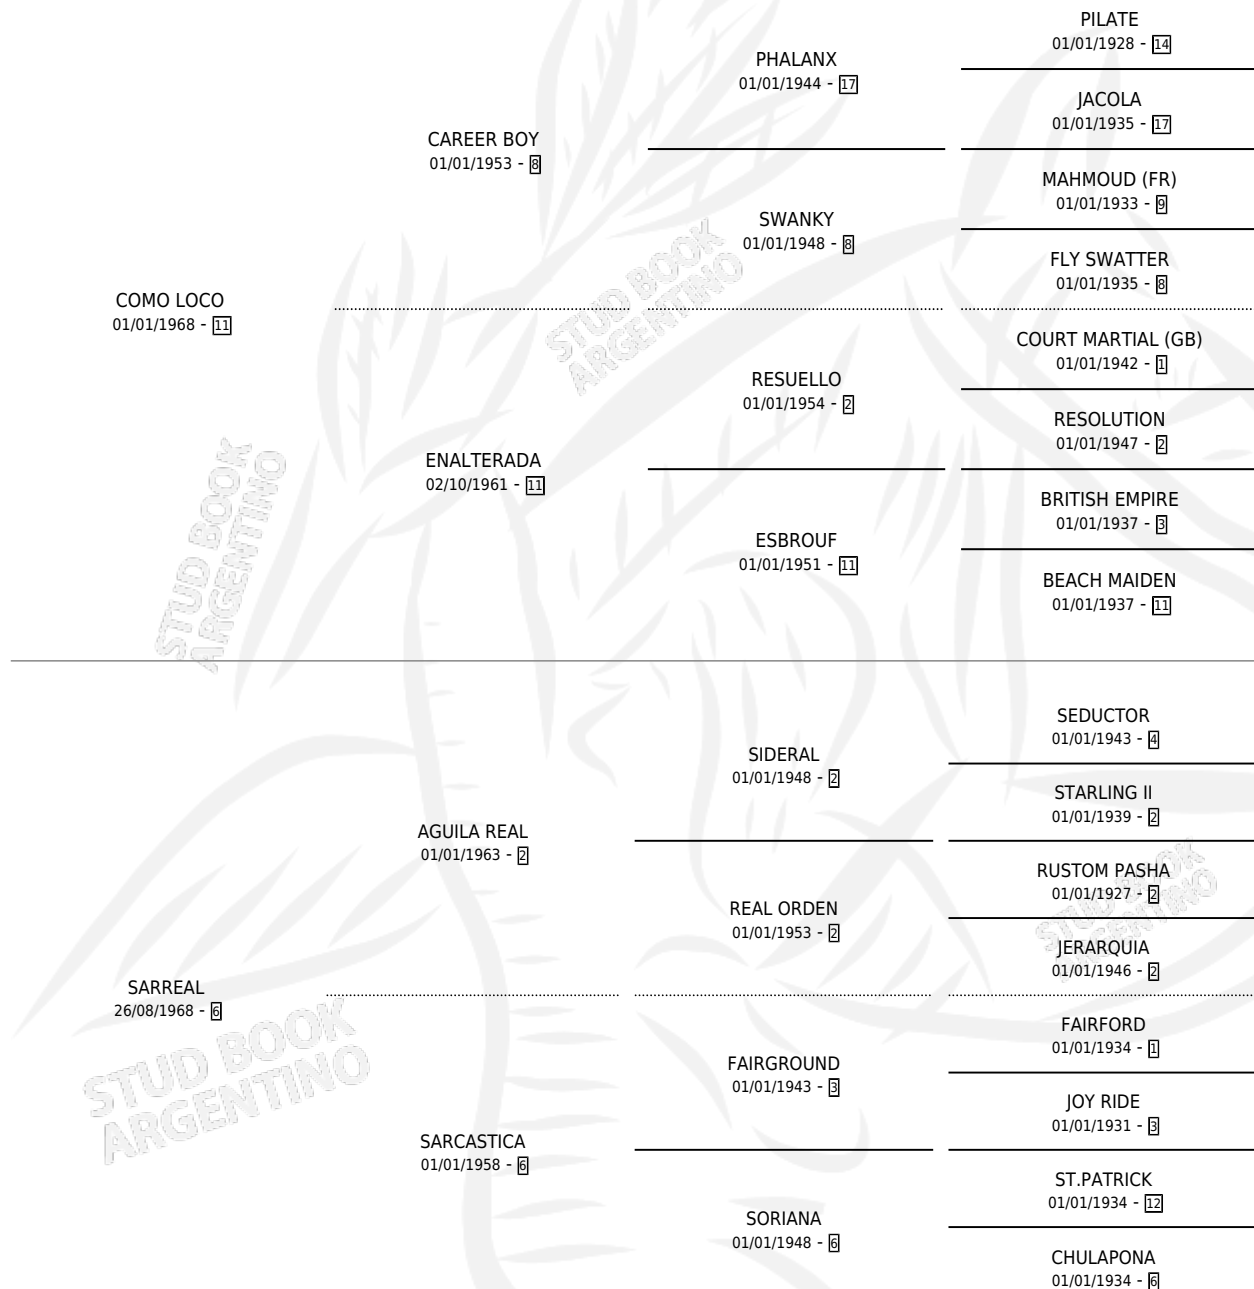 PILATE
01/01/1928 - 14
PHALANX
01/01/1944 - 17
JACOLA
01/01/1935 - 17
CAREER BOY
01/01/1953 - 8
MAHMOUD (FR)
01/01/1933 - 9
SWANKY
01/01/1948 - 8
FLY SWATTER
01/01/1935 - 8
COMO LOCO
01/01/1968 - 11
COURT MARTIAL (GB)
01/01/1942 - 1
RESUELLO
01/01/1954 - 2
RESOLUTION
01/01/1947 - 2
ENALTERADA
02/10/1961 - 11
BRITISH EMPIRE
01/01/1937 - 3
ESBROUF
01/01/1951 - 11
BEACH MAIDEN
01/01/1937 - 11
SEDUCTOR
01/01/1943 - 4
SIDERAL
01/01/1948 - 2
STARLING II
01/01/1939 - 2
AGUILA REAL
01/01/1963 - 2
RUSTOM PASHA
01/01/1927 - 2
REAL ORDEN
01/01/1953 - 2
JERARQUIA
01/01/1946 - 2
SARREAL
26/08/1968 - 6
FAIRFORD
01/01/1934 - 1
FAIRGROUND
01/01/1943 - 3
JOY RIDE
01/01/1931 - 3
SARCASTICA
01/01/1958 - 6
ST.PATRICK
01/01/1934 - 12
SORIANA
01/01/1948 - 6
CHULAPONA
01/01/1934 - 6
STUD BOOK
ARGENTINO
STUD BOOK
ARGENTINO
STUD BOOK
ARGENTINO
STUD BOOK
ARGENTINO